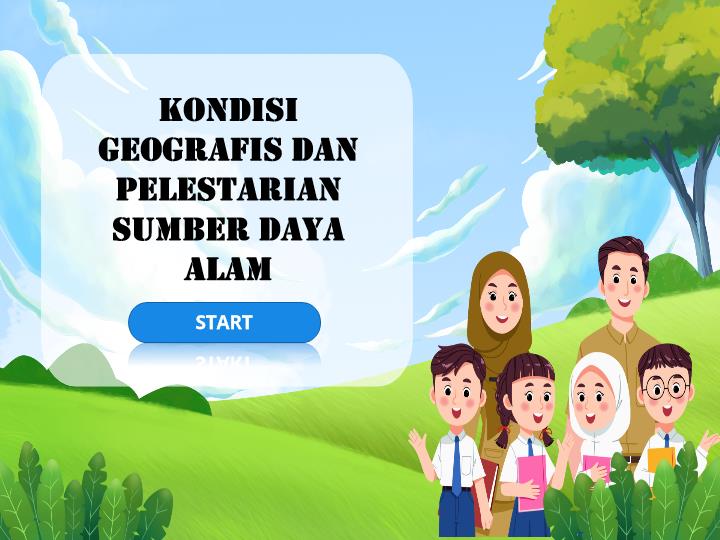 KONDISI
GEOGRAFIS DAN
PELESTARIAN
SUMBER DAYA
ALAM
START